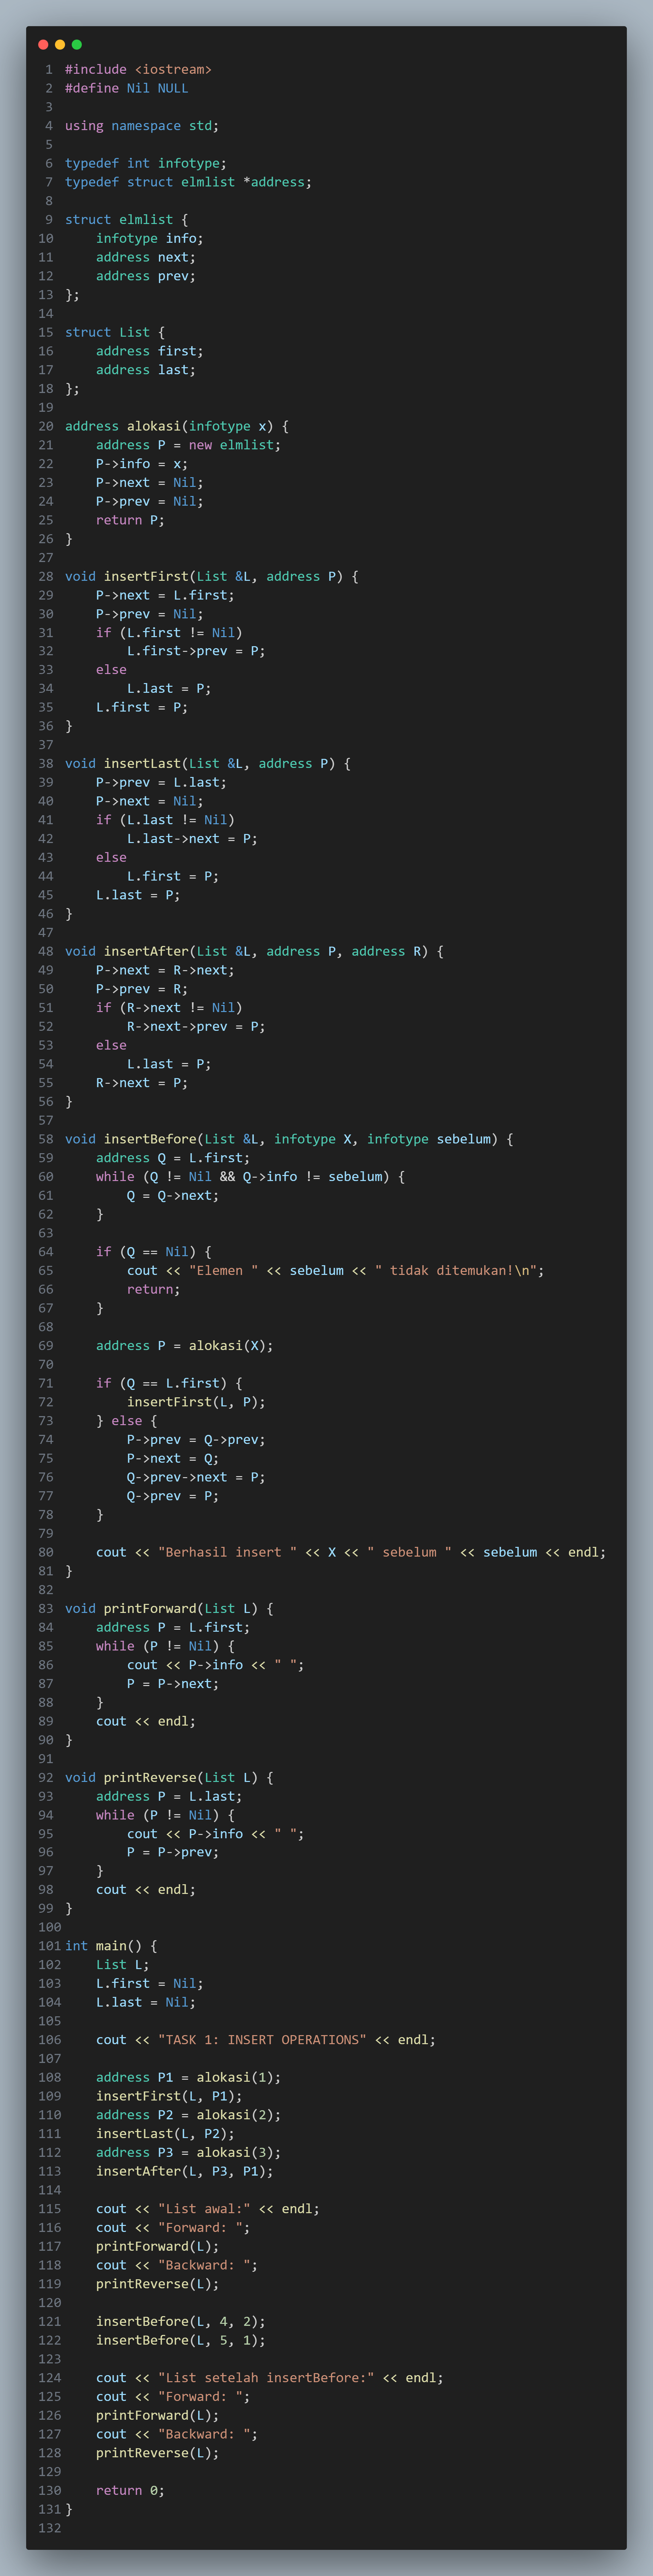 1 #include <iostream>
2 #define Nil NULL
3
4 using namespace std;
5
6 typedef int infotype;
7 typedef struct elmlist *address;
8
9 struct elmlist {
10     infotype info;
11     address next;
12     address prev;
13 };
14
15 struct List {
16     address first;
17     address last;
18 };
19
20 address alokasi(infotype x) {
21     address P = new elmlist;
22     P->info = x;
23     P->next = Nil;
24     P->prev = Nil;
25     return P;
26 }
27
28 void insertFirst(List &L, address P) {
29     P->next = L.first;
30     P->prev = Nil;
31     if (L.first != Nil)
32         L.first->prev = P;
33     else
34         L.last = P;
35     L.first = P;
36 }
37
38 void insertLast(List &L, address P) {
39     P->prev = L.last;
40     P->next = Nil;
41     if (L.last != Nil)
42         L.last->next = P;
43     else
44         L.first = P;
45     L.last = P;
46 }
47
48 void insertAfter(List &L, address P, address R) {
49     P->next = R->next;
50     P->prev = R;
51     if (R->next != Nil)
52         R->next->prev = P;
53     else
54         L.last = P;
55     R->next = P;
56 }
57
58 void insertBefore(List &L, infotype X, infotype sebelum) {
59     address Q = L.first;
60     while (Q != Nil && Q->info != sebelum) {
61         Q = Q->next;
62     }
63
64     if (Q == Nil) {
65         cout << "Elemen " << sebelum << " tidak ditemukan!\n";
66         return;
67     }
68
69     address P = alokasi(X);
70
71     if (Q == L.first) {
72         insertFirst(L, P);
73     } else {
74         P->prev = Q->prev;
75         P->next = Q;
76         Q->prev->next = P;
77         Q->prev = P;
78     }
79
80     cout << "Berhasil insert " << X << " sebelum " << sebelum << endl;
81 }
82
83 void printForward(List L) {
84     address P = L.first;
85     while (P != Nil) {
86         cout << P->info << " ";
87         P = P->next;
88     }
89     cout << endl;
90 }
91
92 void printReverse(List L) {
93     address P = L.last;
94     while (P != Nil) {
95         cout << P->info << " ";
96         P = P->prev;
97     }
98     cout << endl;
99 }
100
101 int main() {
102     List L;
103     L.first = Nil;
104     L.last = Nil;
105
106     cout << "TASK 1: INSERT OPERATIONS" << endl;
107
108     address P1 = alokasi(1);
109     insertFirst(L, P1);
110     address P2 = alokasi(2);
111     insertLast(L, P2);
112     address P3 = alokasi(3);
113     insertAfter(L, P3, P1);
114
115     cout << "List awal:" << endl;
116     cout << "Forward: ";
117     printForward(L);
118     cout << "Backward: ";
119     printReverse(L);
120
121     insertBefore(L, 4, 2);
122     insertBefore(L, 5, 1);
123
124     cout << "List setelah insertBefore:" << endl;
125     cout << "Forward: ";
126     printForward(L);
127     cout << "Backward: ";
128     printReverse(L);
129
130     return 0;
131 }
132